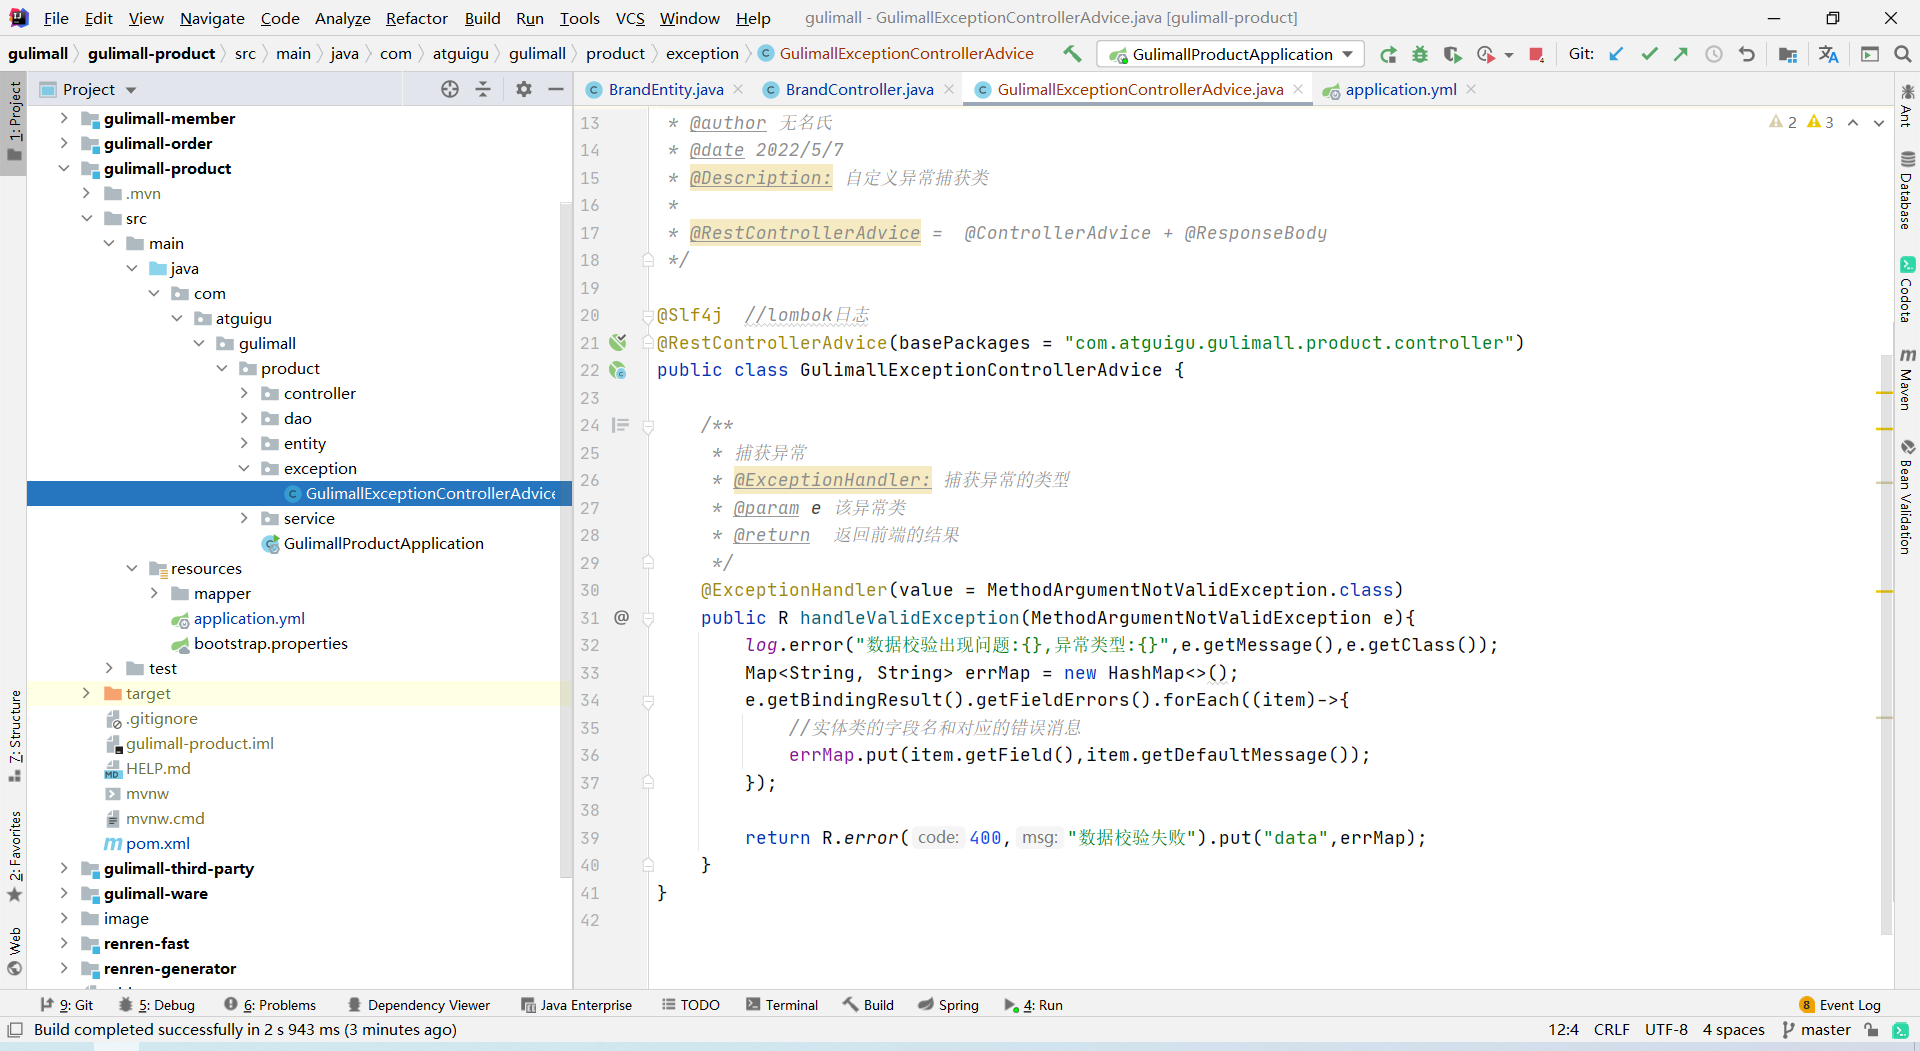 File Edit View Navigate Code Analyze Refactor Build Run Tools VCS Window Help gulimall - GulimallExceptionControllerAdvice.java [gulimall-product]
gulimall gulimall-product src main java com atguigu gulimall product exception GulimallExceptionControllerAdvice GulimallProductApplication Git:
Project
BrandEntity.java BrandController.java GulimallExceptionControllerAdvice.java application.yml
1: Project
7: Structure
2: Favorites
Web
gulimall-member
gulimall-order
gulimall-product
.mvn
src
main
java
com
atguigu
gulimall
product
controller
dao
entity
exception
GulimallExceptionControllerAdvice
service
GulimallProductApplication
resources
mapper
application.yml
bootstrap.properties
test
target
.gitignore
gulimall-product.iml
HELP.md
mvnw
mvnw.cmd
pom.xml
gulimall-third-party
gulimall-ware
image
renren-fast
renren-generator
2 3
13 * @author 无名氏
14 * @date 2022/5/7
15 * @Description: 自定义异常捕获类
16 *
17 * @RestControllerAdvice = @ControllerAdvice + @ResponseBody
18 */
19
20 @Slf4j //lombok日志
21 @RestControllerAdvice(basePackages = "com.atguigu.gulimall.product.controller")
22 public class GulimallExceptionControllerAdvice {
23
24 /**
25 * 捕获异常
26 * @ExceptionHandler: 捕获异常的类型
27 * @param e 该异常类
28 * @return 返回前端的结果
29 */
30 @ExceptionHandler(value = MethodArgumentNotValidException.class)
31 public R handleValidException(MethodArgumentNotValidException e){
32 log.error("数据校验出现问题:{},异常类型:{}",e.getMessage(),e.getClass());
33 Map<String, String> errMap = new HashMap<>();
34 e.getBindingResult().getFieldErrors().forEach((item)->{
35 //实体类的字段名和对应的错误消息
36 errMap.put(item.getField(),item.getDefaultMessage());
37 });
38
39 return R.error( code: 400, msg: "数据校验失败").put("data",errMap);
40 }
41 }
42
Ant
Database
Codota
Maven
Bean Validation
9: Git 5: Debug 6: Problems Dependency Viewer Java Enterprise TODO Terminal Build Spring 4: Run 8 Event Log
Build completed successfully in 2 s 943 ms (3 minutes ago) 12:4 CRLF UTF-8 4 spaces master